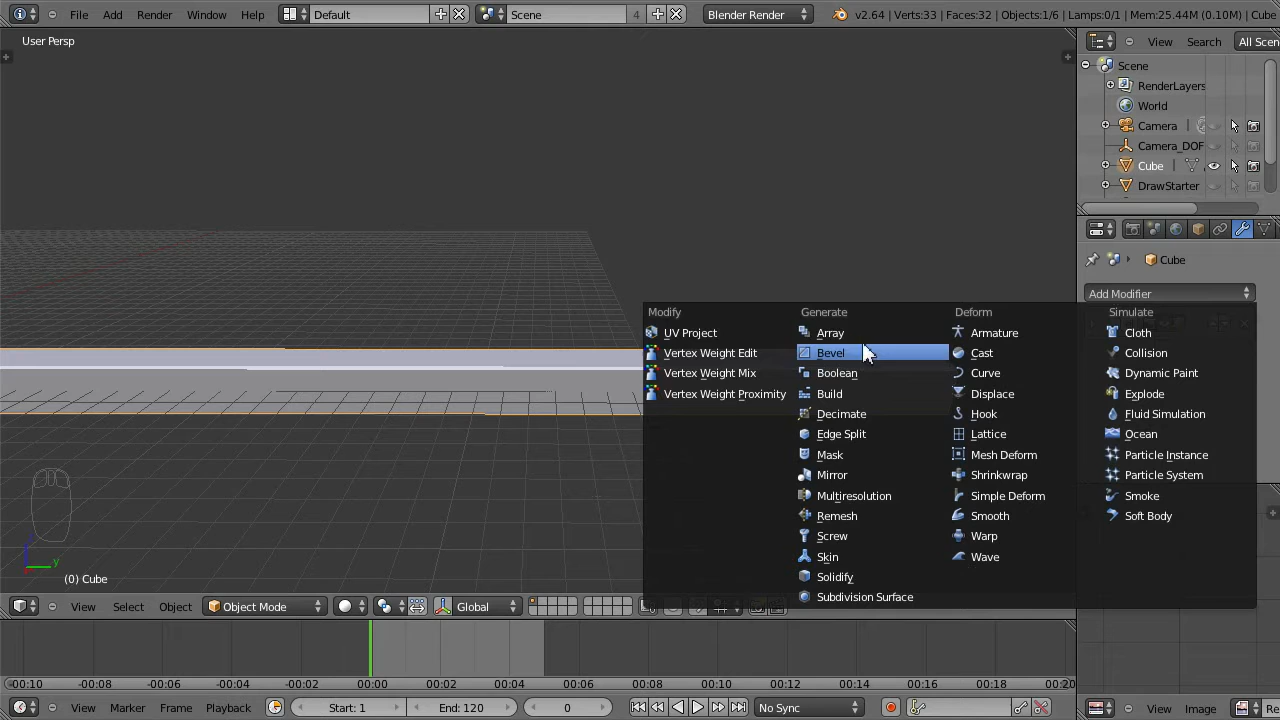 File Add Render Window Help Default Scene 4 Blender Render v2.64 | Verts:33 | Faces:32 | Objects:1/6 | Lamps:0/1 | Mem:25.44M (0.10M) | Cube
User Persp
View Search All Scen
Scene
RenderLayers
World
Camera
Camera_DOF
Cube
DrawStarter
Cube
Add Modifier
Modify Generate Deform Simulate
UV Project Array Armature Cloth
Vertex Weight Edit Bevel Cast Collision
Vertex Weight Mix Boolean Curve Dynamic Paint
Vertex Weight Proximity Build Displace Explode
Decimate Hook Fluid Simulation
Edge Split Lattice Ocean
Mask Mesh Deform Particle Instance
Mirror Shrinkwrap Particle System
Multiresolution Simple Deform Smoke
Remesh Smooth Soft Body
Screw Warp
Skin Wave
Solidify
Subdivision Surface
y
(0) Cube
View Select Object Object Mode Global
-00:10 -00:08 -00:06 -00:04 -00:02 00:00 00:02 00:04 00:06 00:08 00:10 00:12 00:14 00:16 00:18 00:20
View Marker Frame Playback Start: 1 End: 120 0 No Sync
View Image Re